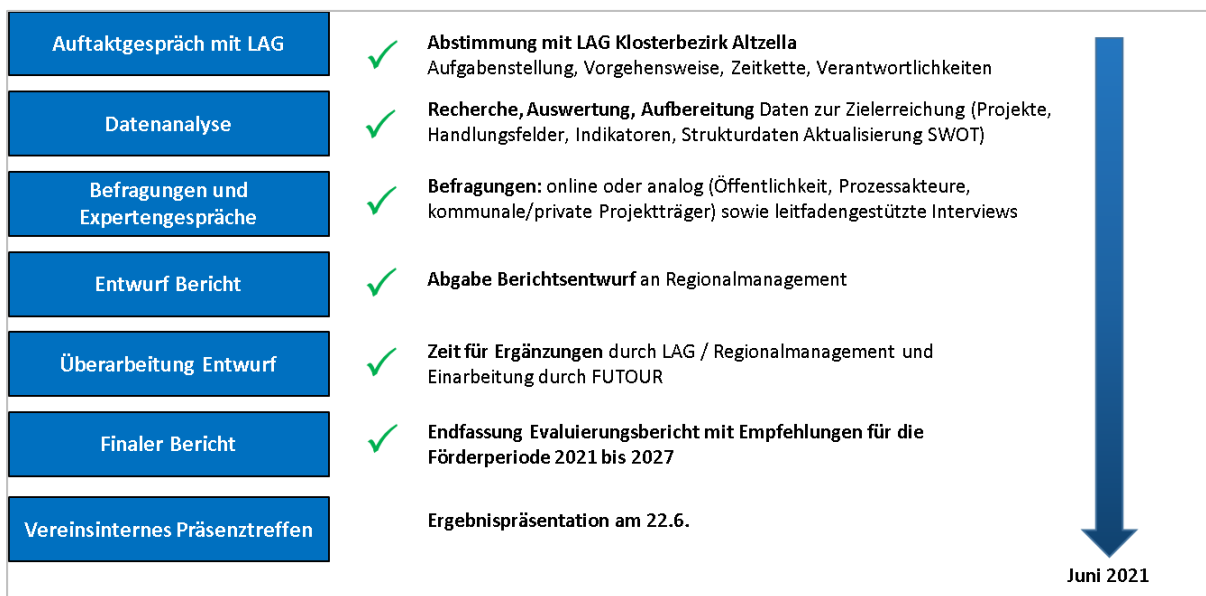 Auftaktgespräch mit LAG
Abstimmung mit LAG Klosterbezirk Altzella
Aufgabenstellung, Vorgehensweise, Zeitkette, Verantwortlichkeiten
Datenanalyse
Recherche, Auswertung, Aufbereitung Daten zur Zielerreichung (Projekte,
Handlungsfelder, Indikatoren, Strukturdaten Aktualisierung SWOT)
Befragungen und
Expertengespräche
Befragungen: online oder analog (Öffentlichkeit, Prozessakteure,
kommunale/private Projektträger) sowie leitfadengestützte Interviews
Entwurf Bericht
Abgabe Berichtsentwurf an Regionalmanagement
Überarbeitung Entwurf
Zeit für Ergänzungen durch LAG / Regionalmanagement und
Einarbeitung durch FUTOUR
Finaler Bericht
Endfassung Evaluierungsbericht mit Empfehlungen für die
Förderperiode 2021 bis 2027
Vereinsinternes Präsenztreffen
Ergebnispräsentation am 22.6.
Juni 2021